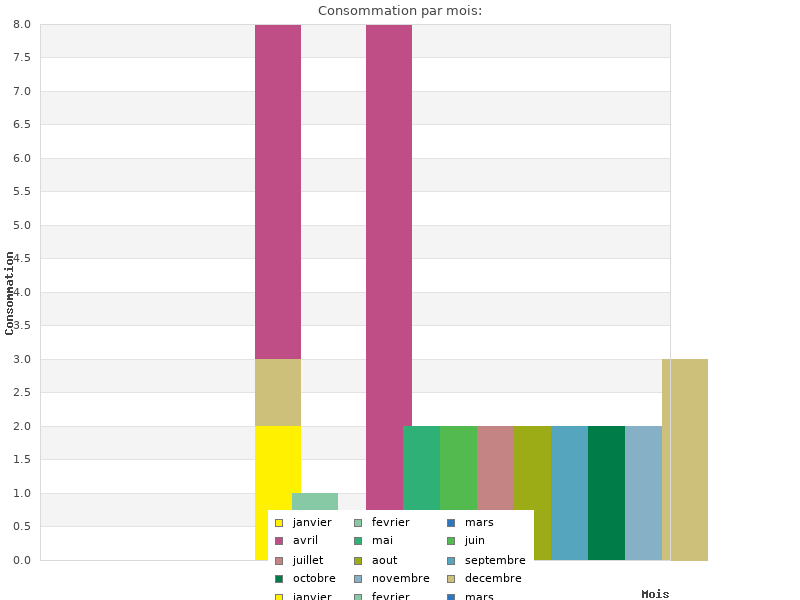 Consommation par mois:
8.0
7.5
7.0
6.5
6.0
5.5
5.0
4.5
4.0
3.5
3.0
2.5
2.0
1.5
1.0
0.5
0.0
Consommation
janvier fevrier mars
avril mai juin
juillet aout septembre
octobre novembre decembre
janvier fevrier mars
Mois